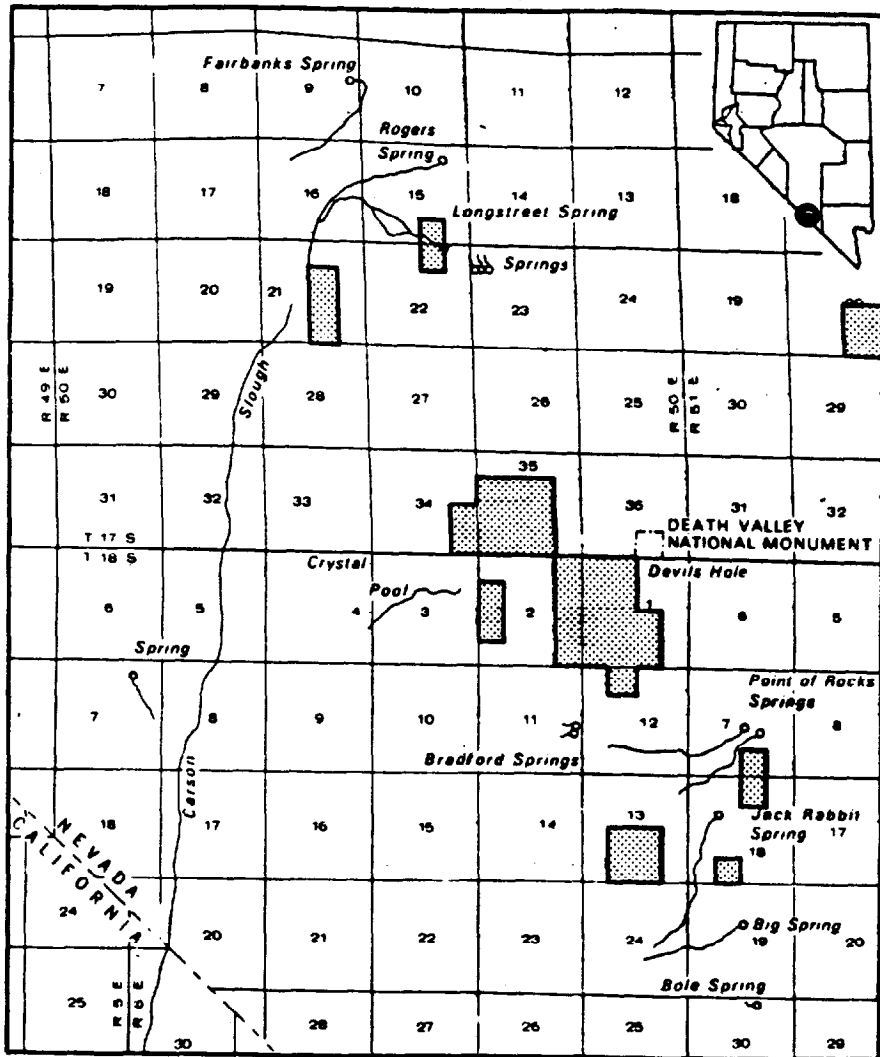 Fairbanks Spring
7 8 9 10 11 12
Rogers
Spring
18 17 16 15 14 13 18
Longstreet Spring
Springs
19 20 21 22 23 24 19
R 49 E
R 50 E
Slough
R 50 E
R 51 E
30 29 28 27 26 25 30 29
35
31 32 33 34 36 31 32
T 17 S
T 18 S
DEATH VALLEY
NATIONAL MONUMENT
Crystal
Pool
Devils Hole
6 5 4 3 2 1 6 5
Spring
Point of Rocks
Springs
7 8 9 10 11 12 7 8
Bradford Springs
Carson
NEVADA
CALIFORNIA
18 17 16 15 14 13
Jack Rabbit
Spring
17
18
24 20 21 22 23 24
Big Spring
19 20
Bole Spring
R 5 E
R 6 E
25 30 28 27 26 25 30 29